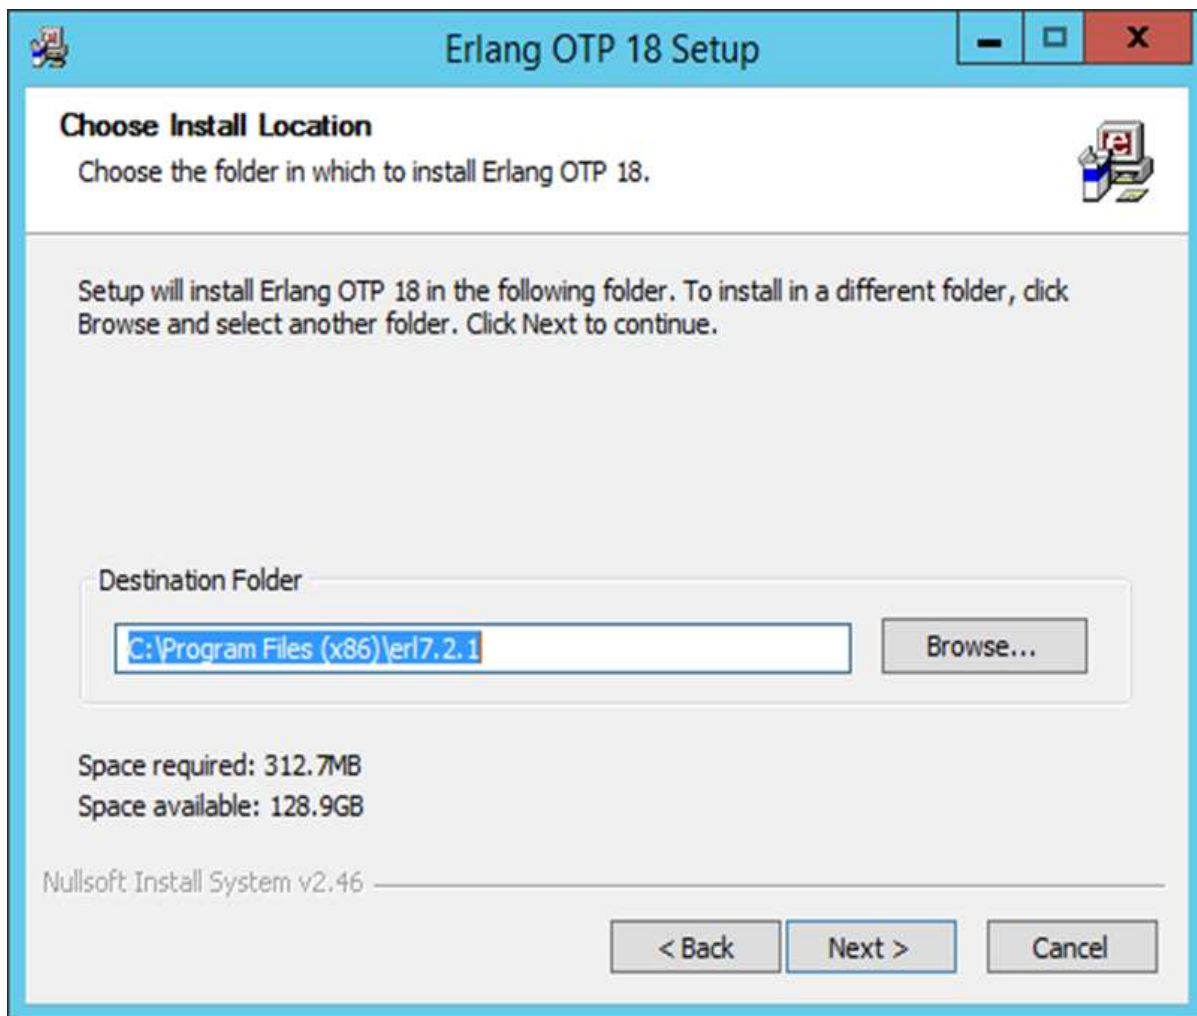 Erlang OTP 18 Setup
Choose Install Location
Choose the folder in which to install Erlang OTP 18.
Setup will install Erlang OTP 18 in the following folder. To install in a different folder, click
Browse and select another folder. Click Next to continue.
Destination Folder
C:\Program Files (x86)\erl7.2.1
Browse...
Space required: 312.7MB
Space available: 128.9GB
Nullsoft Install System v2.46
< Back
Next >
Cancel